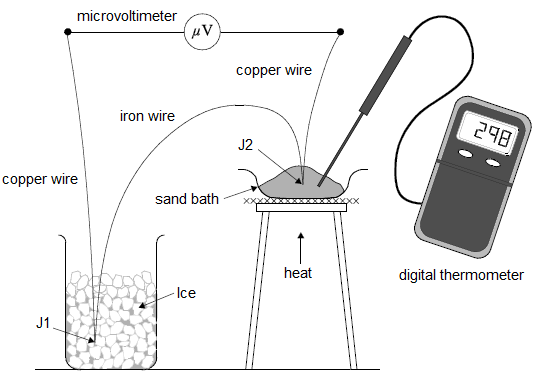 microvoltimeter
μV
copper wire
iron wire
J2
298
copper wire
sand bath
heat
digital thermometer
Ice
J1